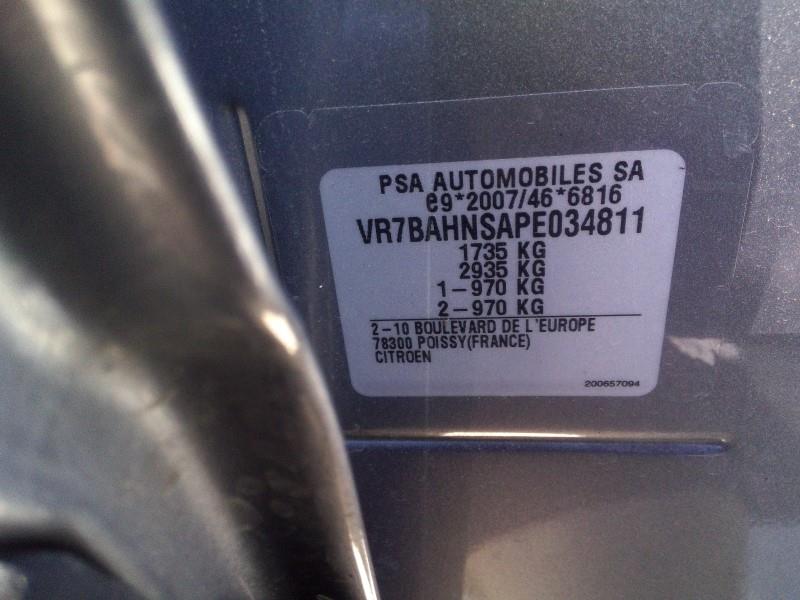 PSA AUTOMOBILES SA
e9*2007/46*6816
VR7BAHNSAPE034811
1735 KG
2935 KG
1-970 KG
2-970 KG
2-10 BOULEVARD DE L'EUROPE
78300 POISSY(FRANCE)
CITROEN
200657094